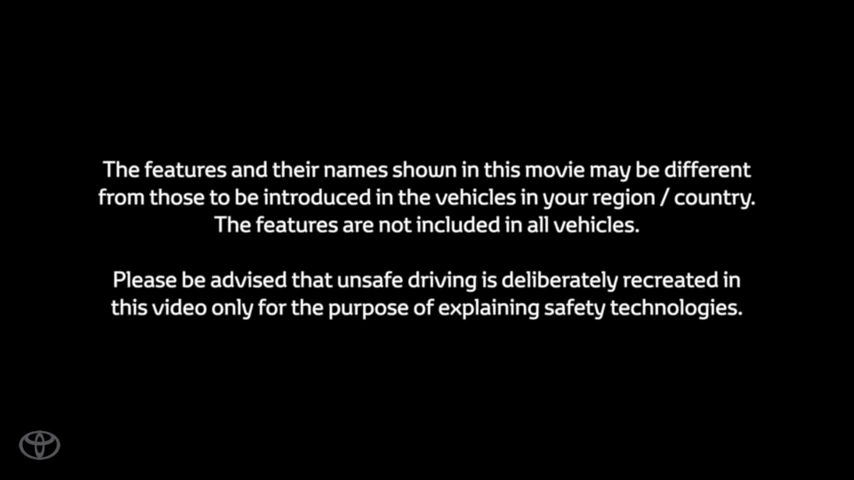 The features and their names shown in this movie may be different
from those to be introduced in the vehicles in your region / country.
The features are not included in all vehicles.
Please be advised that unsafe driving is deliberately recreated in
this video only for the purpose of explaining safety technologies.